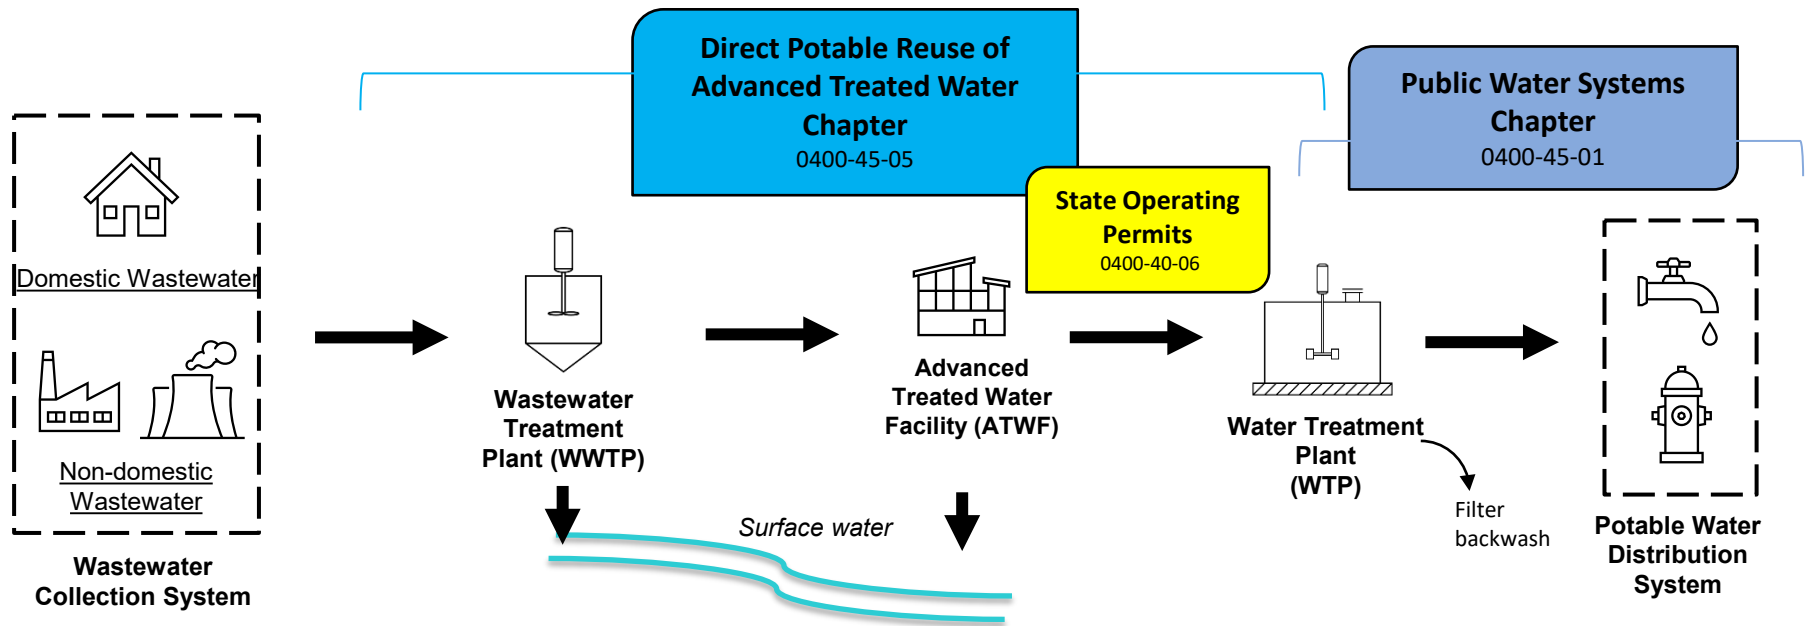 Direct Potable Reuse of
Advanced Treated Water
Chapter
0400-45-05
Public Water Systems
Chapter
0400-45-01
State Operating
Permits
0400-40-06
Domestic Wastewater
Non-domestic
Wastewater
Wastewater
Collection System
Wastewater
Treatment
Plant (WWTP)
Advanced
Treated Water
Facility (ATWF)
Water Treatment
Plant
(WTP)
Filter
backwash
Surface water
Potable Water
Distribution
System